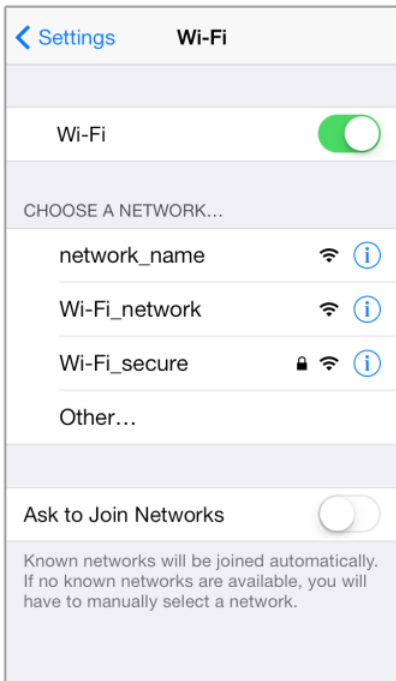 Settings Wi-Fi
Wi-Fi
CHOOSE A NETWORK...
network_name
Wi-Fi_network
Wi-Fi_secure
Other...
Ask to Join Networks
Known networks will be joined automatically.
If no known networks are available, you will
have to manually select a network.